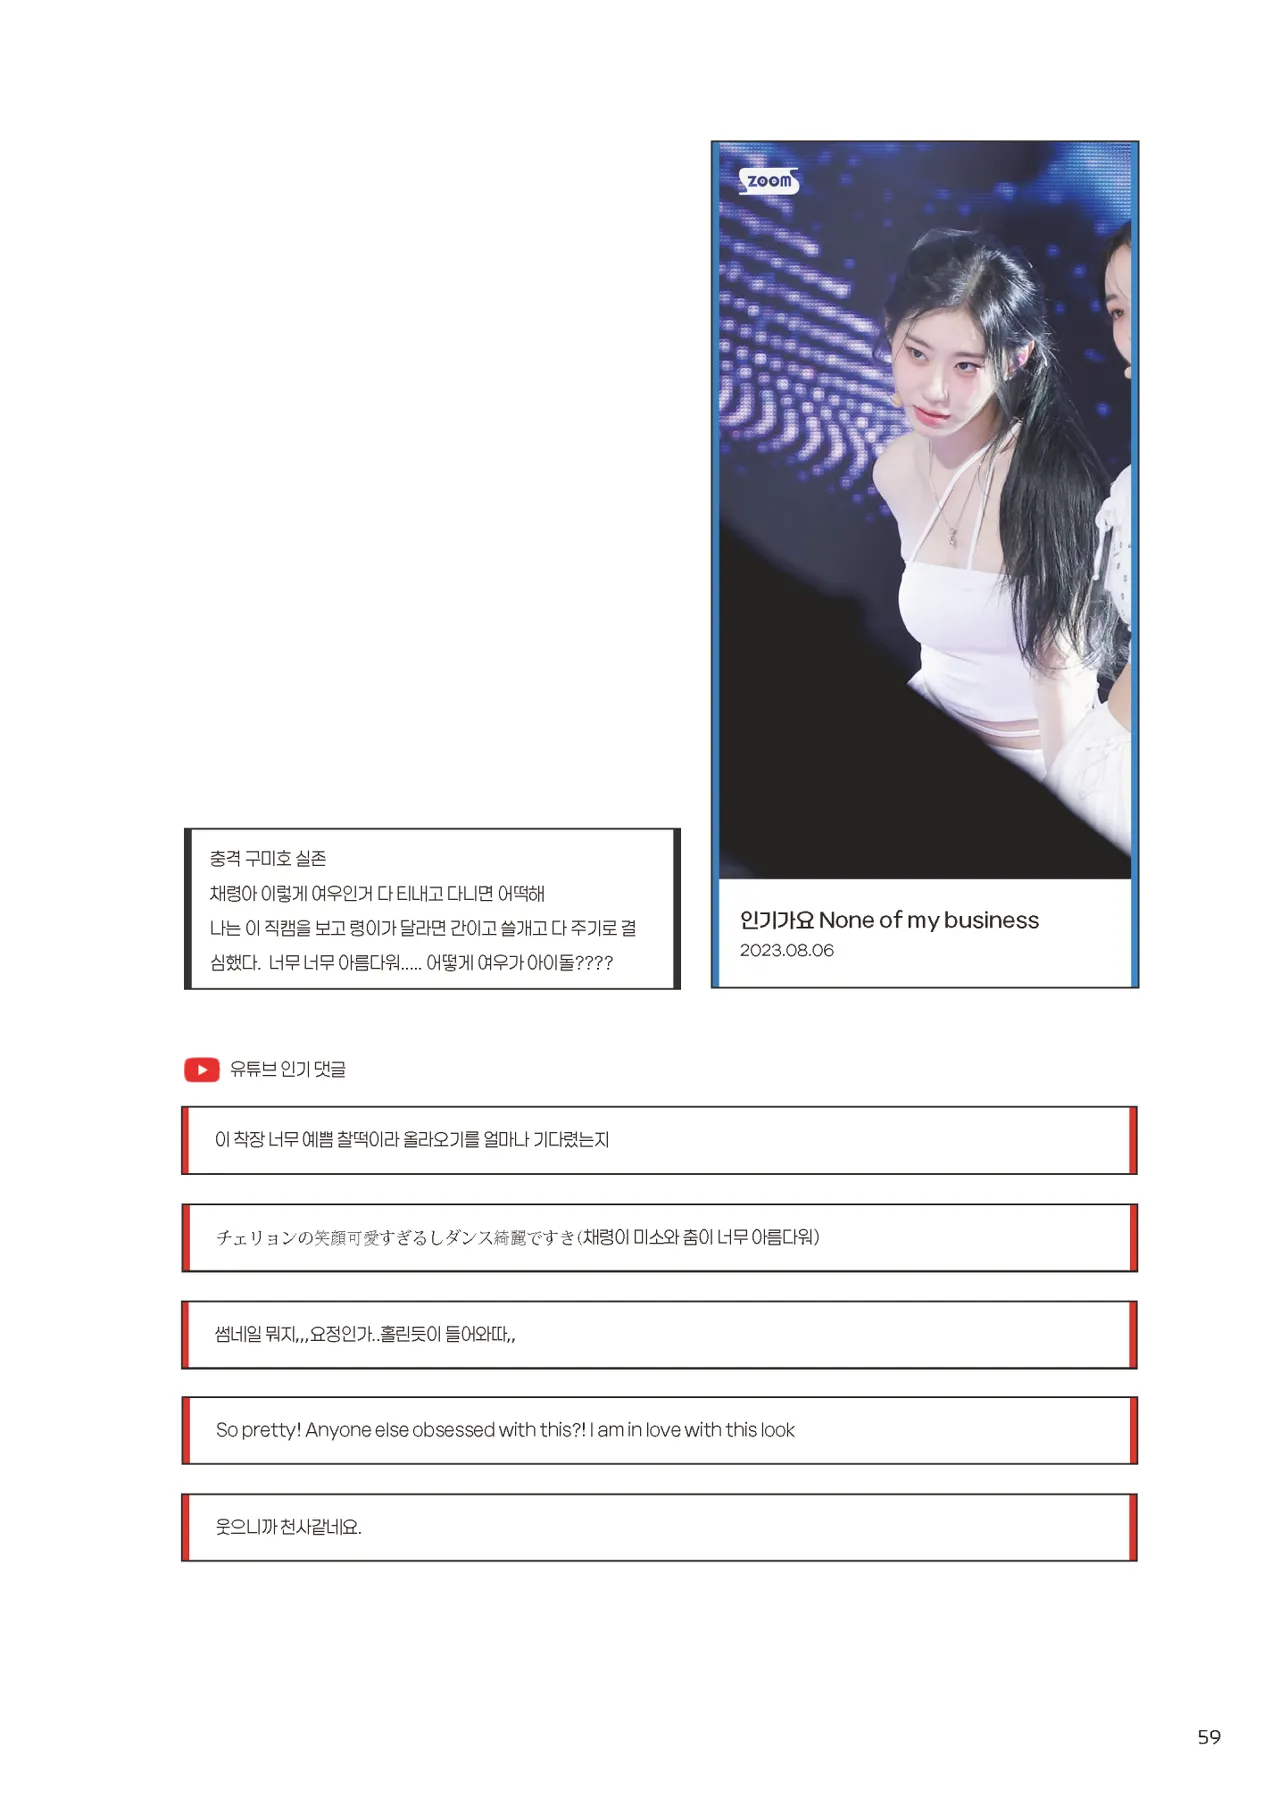 ZOOM
인기가요 None of my business
2023.08.06
충격 구미호 실존
채령아 이렇게 여우인거 다 티내고 다니면 어떡해
나는 이 직캠을 보고 령이가 달라면 간이고 쓸개고 다 주기로 결
심했다. 너무 너무 아름다워..... 어떻게 여우가 아이돌????
유튜브 인기 댓글
이 착장 너무 예쁨 찰떡이라 올라오기를 얼마나 기다렸는지
チェリョンの笑顔可愛すぎるしダンス綺麗ですき(채령이 미소와 춤이 너무 아름다워)
썸네일 뭐지,,,요정인가..홀린듯이 들어와따,,
So pretty! Anyone else obsessed with this?! I am in love with this look
웃으니까 천사같네요.
59